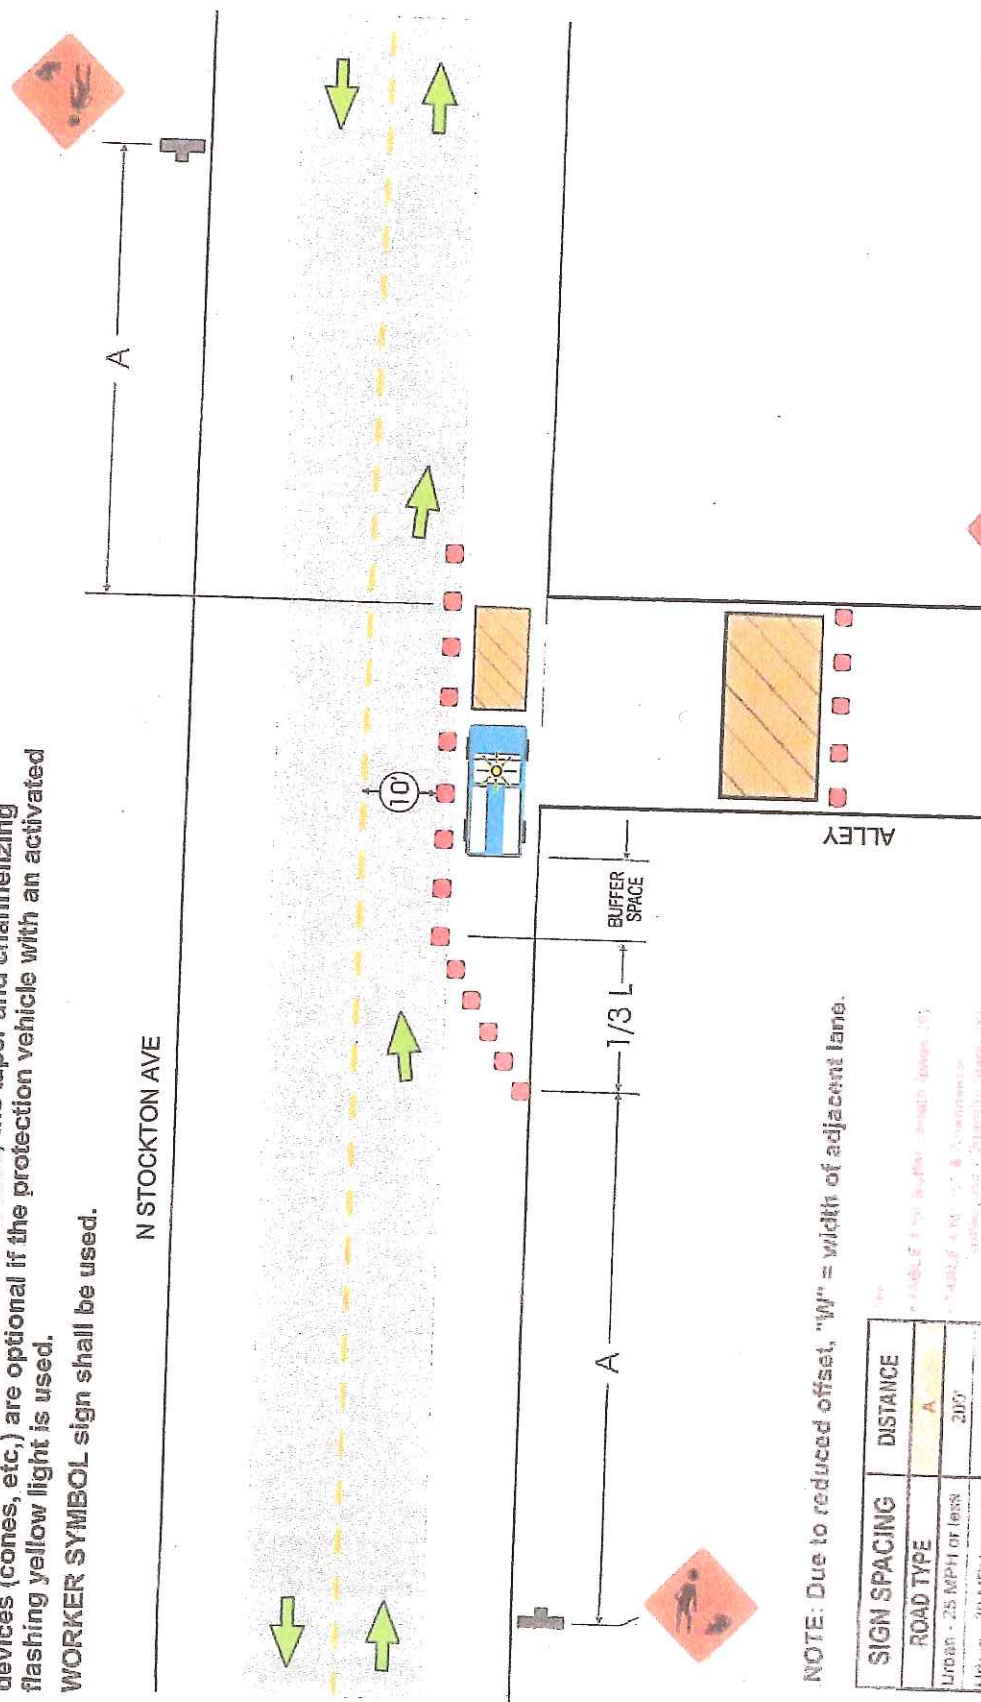 devices (cones, etc,) are optional if the protection vehicle with an activated
flashing yellow light is used.
WORKER SYMBOL sign shall be used.
N STOCKTON AVE
A
10'
ALLEY
BUFFER
SPACE
1/3 L
A
NOTE: Due to reduced offset, "W" = width of adjacent lane.
SIGN SPACING
DISTANCE
ROAD TYPE
A
Urban - 25 MPH or less
200'